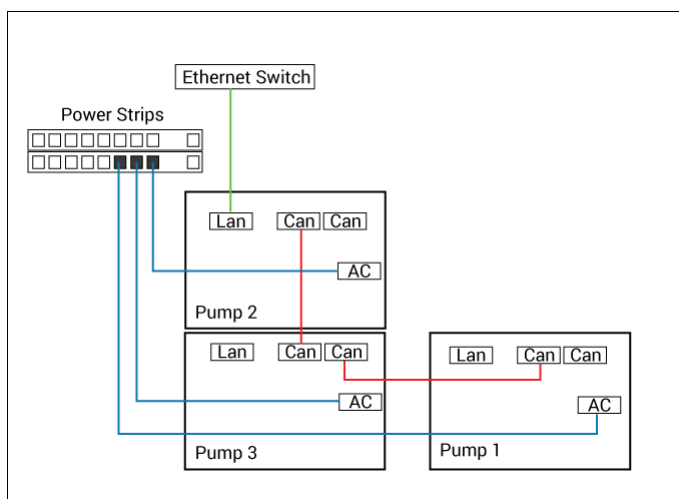 Ethernet Switch
Power Strips
Lan Can Can
AC
Pump 2
Lan Can Can
AC
Pump 3
Lan Can Can
AC
Pump 1